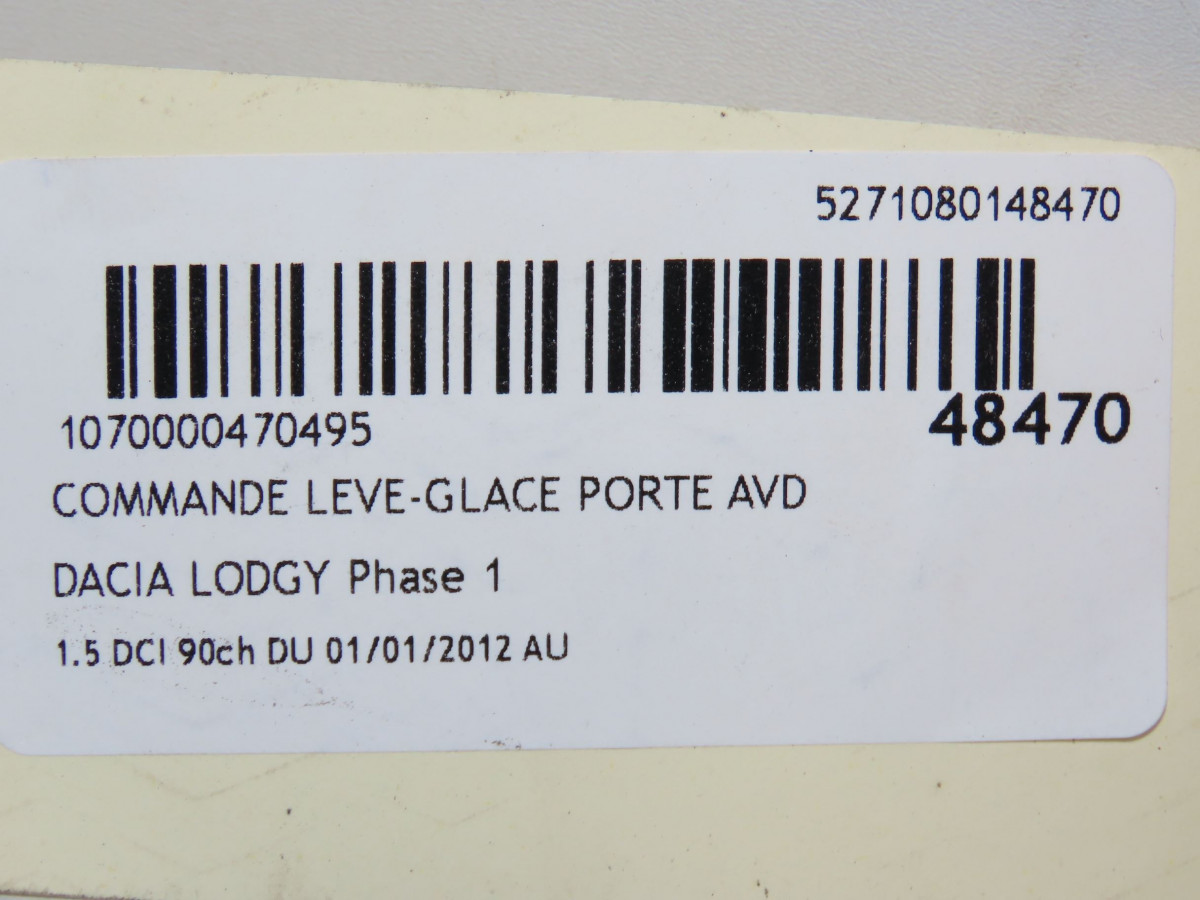 5271080148470
1070000470495
48470
COMMANDE LEVE-GLACE PORTE AVD
DACIA LODGY Phase 1
1.5 DCI 90ch DU 01/01/2012 AU